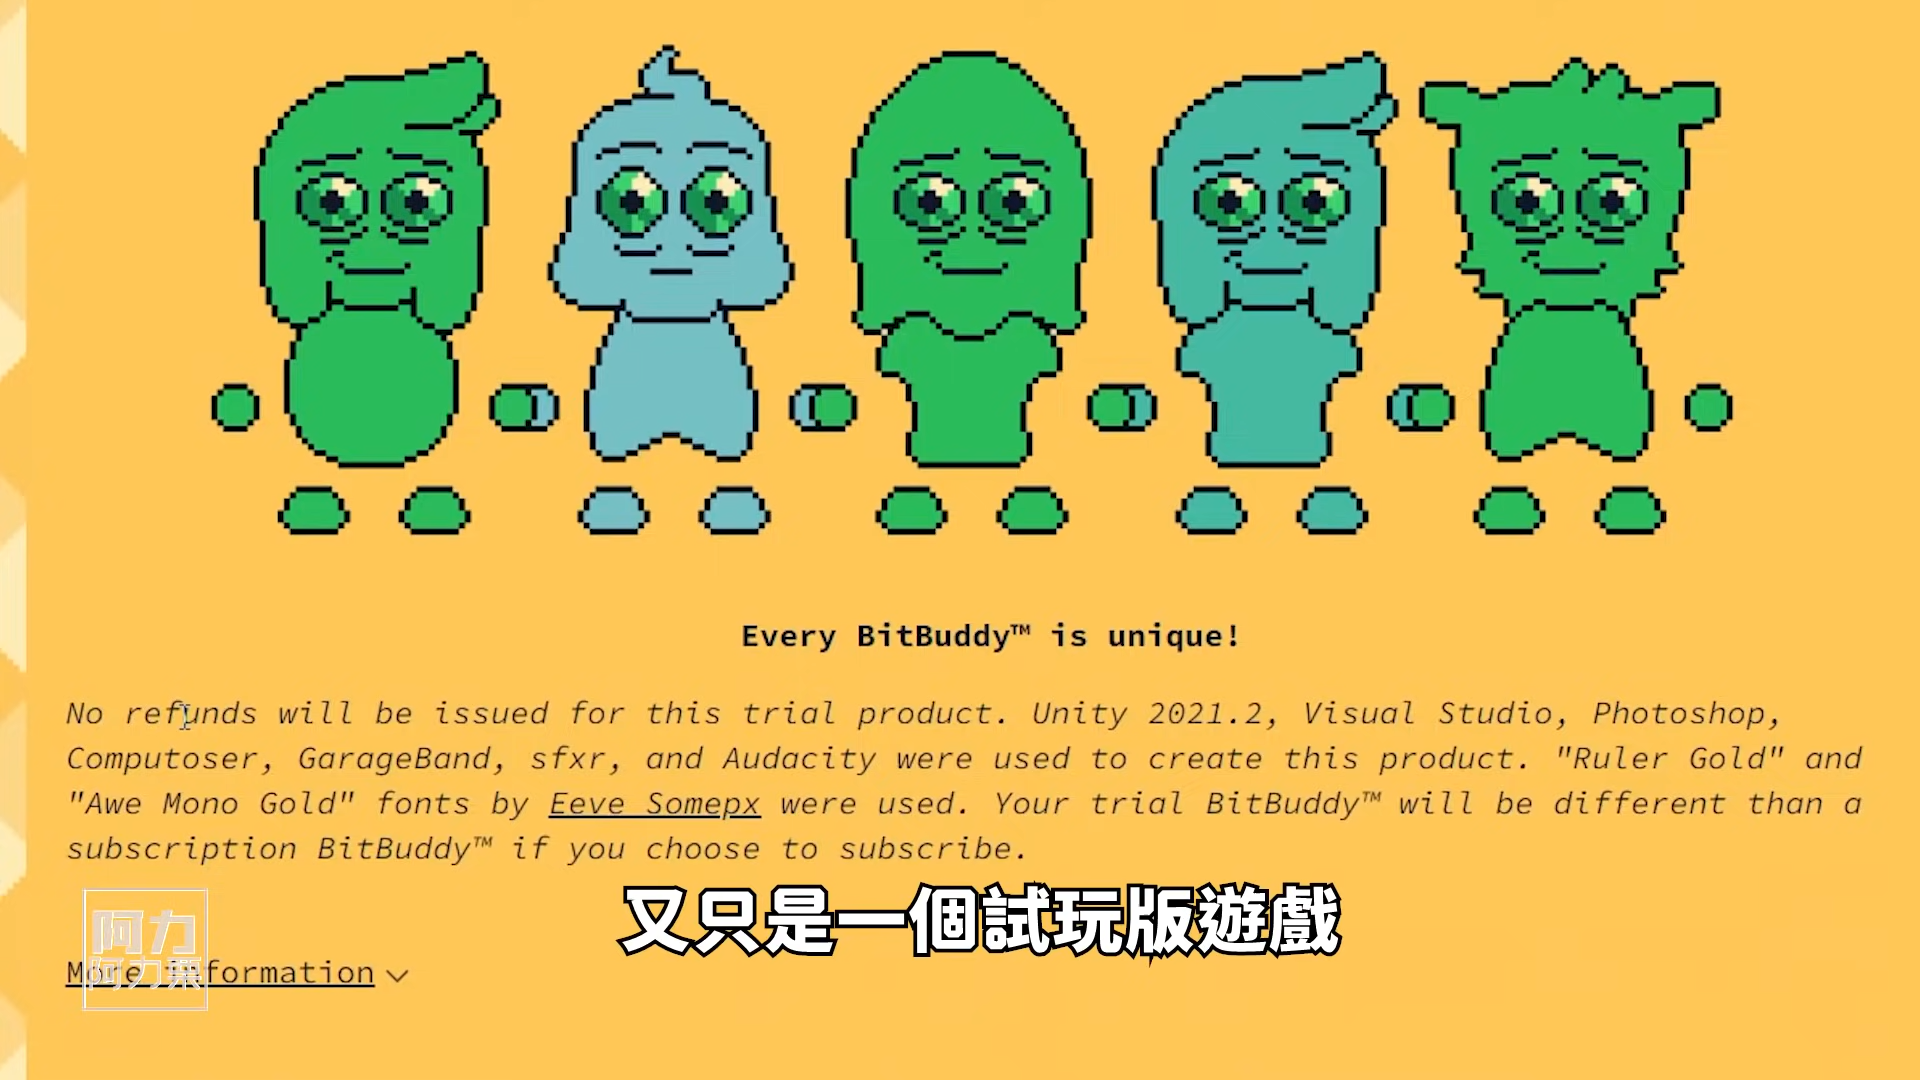 Every BitBuddy™ is unique!
No refunds will be issued for this trial product. Unity 2021.2, Visual Studio, Photoshop,
Computoser, GarageBand, sfxr, and Audacity were used to create this product. "Ruler Gold" and
"Awe Mono Gold" fonts by Eeve Somepx were used. Your trial BitBuddy™ will be different than a
subscription BitBuddy™ if you choose to subscribe.
又只是一個試玩版遊戲
阿力
More information